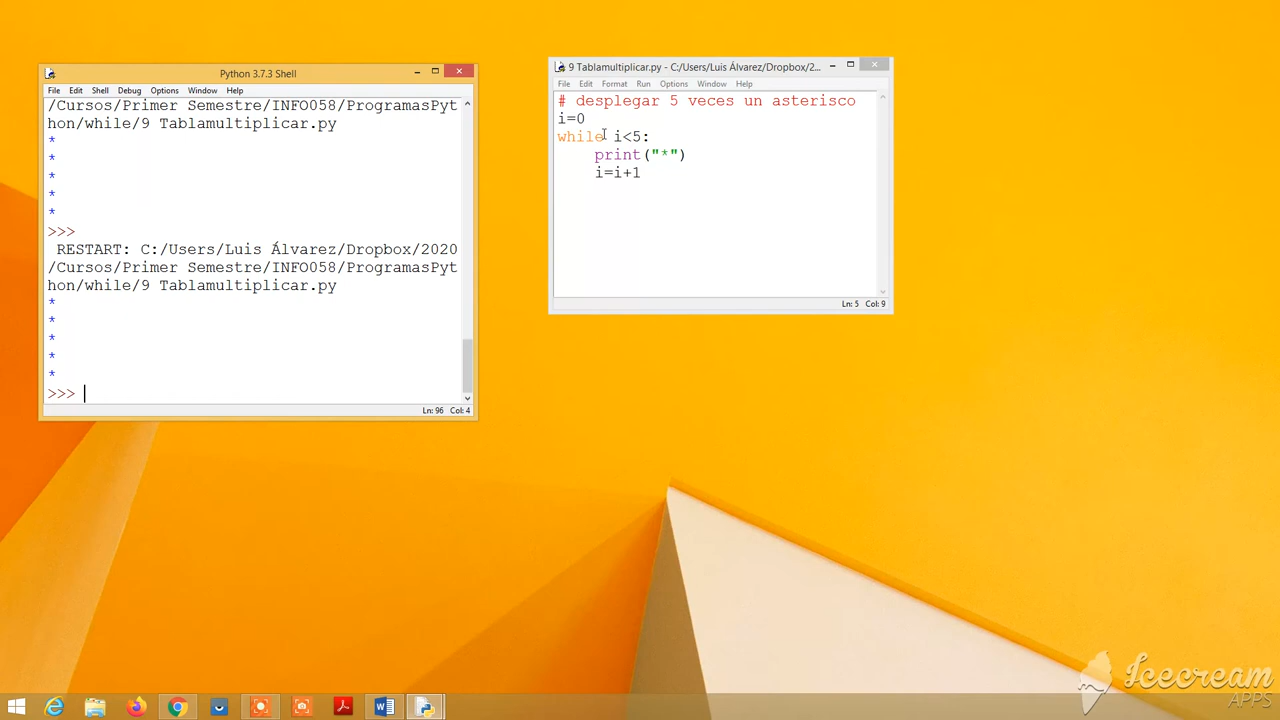 Python 3.7.3 Shell
File Edit Shell Debug Options Window Help
/Cursos/Primer Semestre/INFO058/ProgramasPyt
hon/while/9 Tablamultiplicar.py
*
*
*
*
*
>>>
RESTART: C:/Users/Luis Álvarez/Dropbox/2020
/Cursos/Primer Semestre/INFO058/ProgramasPyt
hon/while/9 Tablamultiplicar.py
*
*
*
*
*
>>>
Ln: 96 Col: 4
9 Tablamultiplicar.py - C:/Users/Luis Álvarez/Dropbox/2...
File Edit Format Run Options Window Help
# desplegar 5 veces un asterisco
i=0
while i<5:
print("*")
i=i+1
Ln: 5 Col: 9
Icecream
APPS